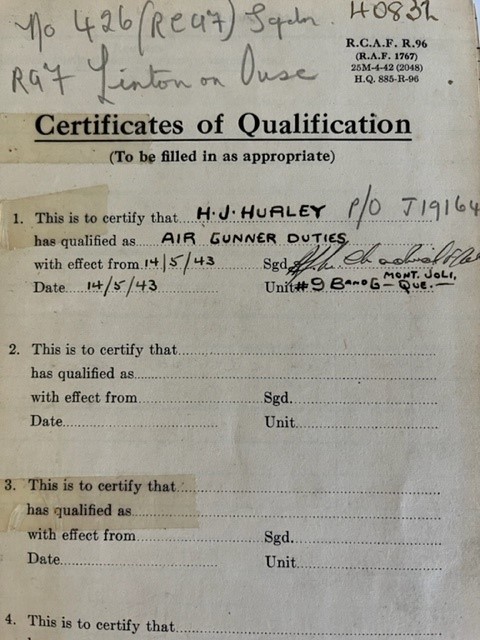 No 426 (RCAF) Sqdn. H0832
RAF Linton on Ouse
R.C.A.F. R.96
(R.A.F. 1767)
25M-4-42 (2048)
H.Q. 885-R-96
Certificates of Qualification
(To be filled in as appropriate)
1. This is to certify that H.J. HURLEY P/O J19164
has qualified as AIR GUNNER DUTIES
with effect from 14/5/43 Sgd.
Date 14/5/43 Unit #9 B AND G - MONT. JOLI, QUE.
2. This is to certify that
has qualified as
with effect from Sgd.
Date Unit
3. This is to certify that
has qualified as
with effect from Sgd.
Date Unit
4. This is to certify that